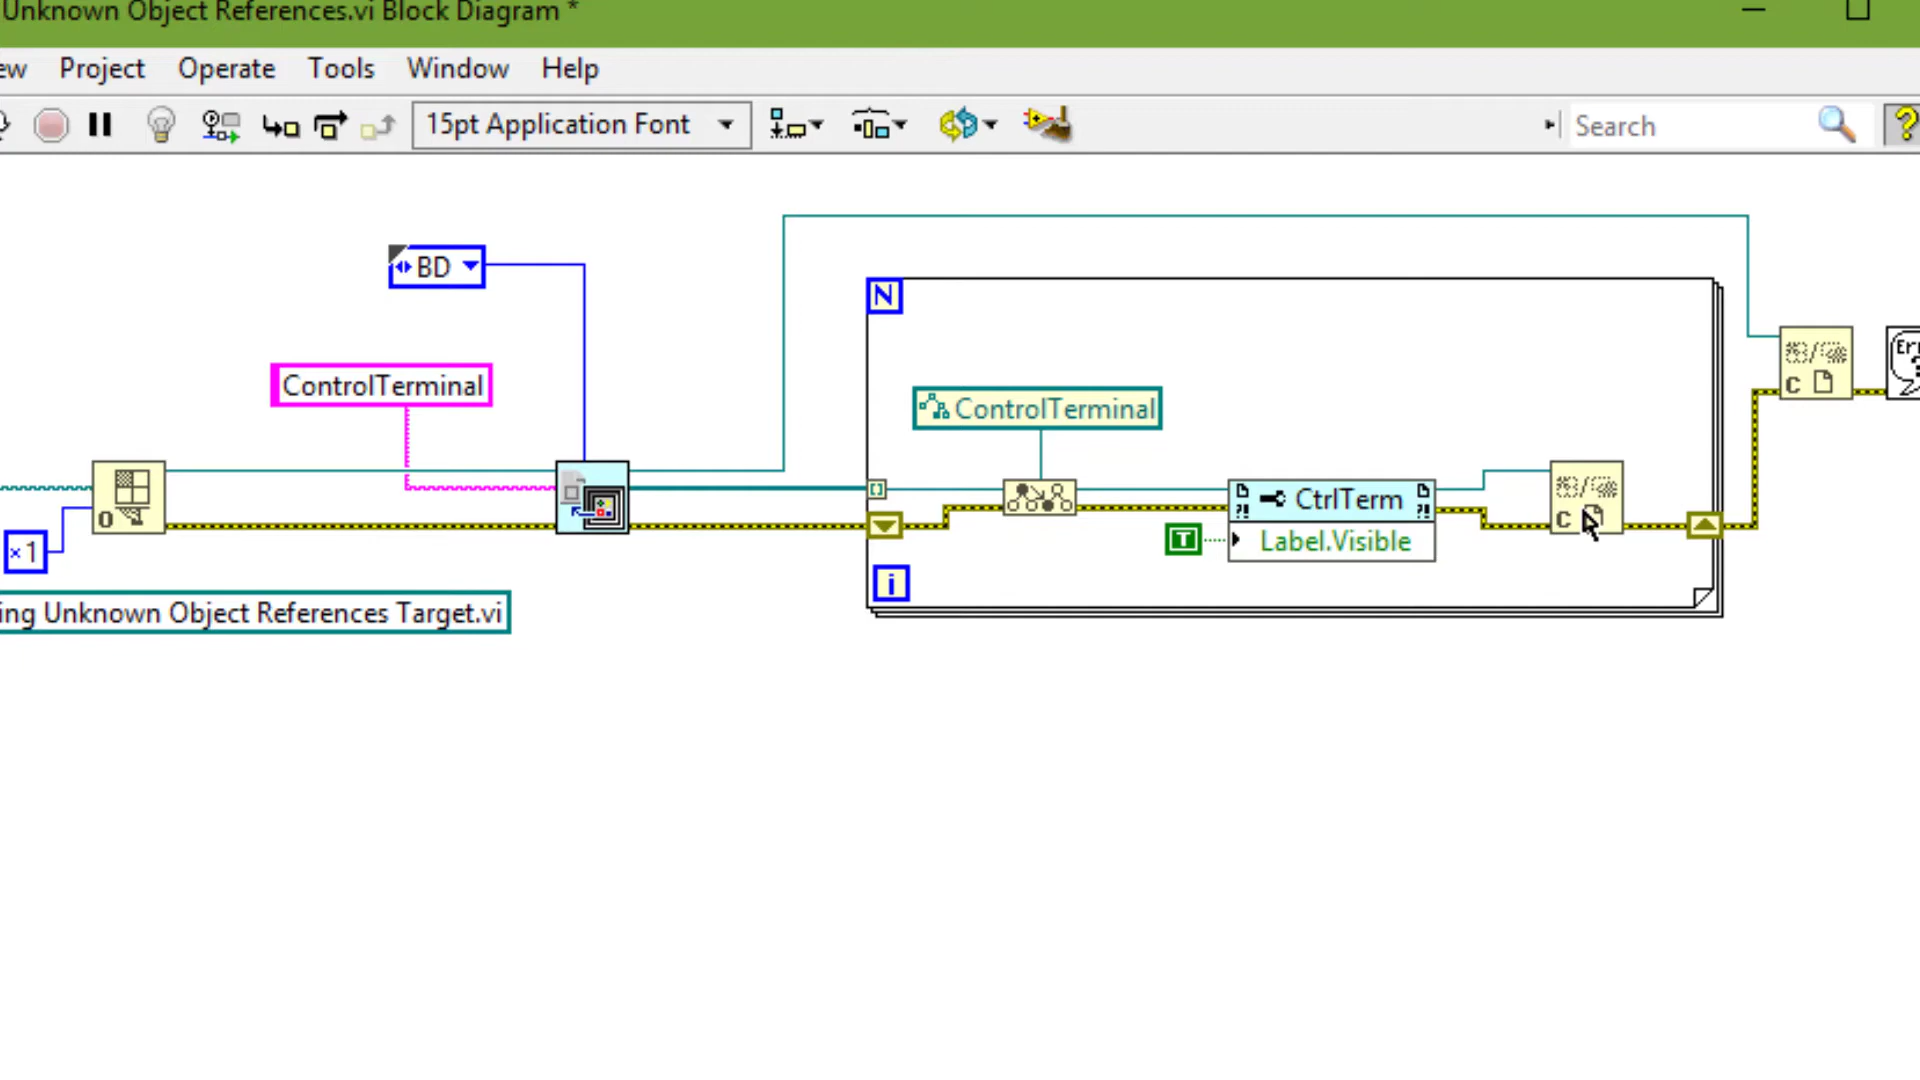 Unknown Object References.vi Block Diagram *
ew Project Operate Tools Window Help
15pt Application Font
Search
?
BD
N
Err
?
C
ControlTerminal
ControlTerminal
CtrlTerm
?!
?!
C
O
T
Label.Visible
×1
i
ing Unknown Object References Target.vi